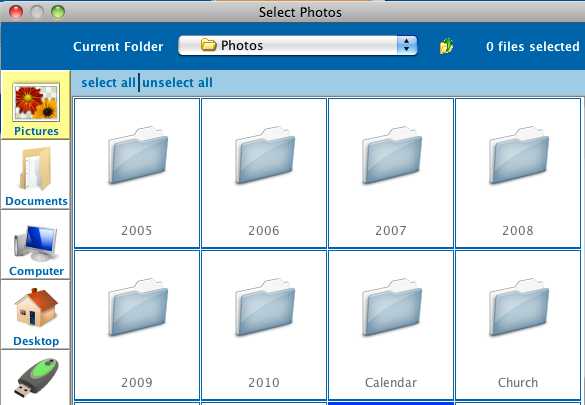 Select Photos
Current Folder Photos 0 files selected
select all unselect all
Pictures
Documents
Computer
Desktop
2005 2006 2007 2008
2009 2010 Calendar Church